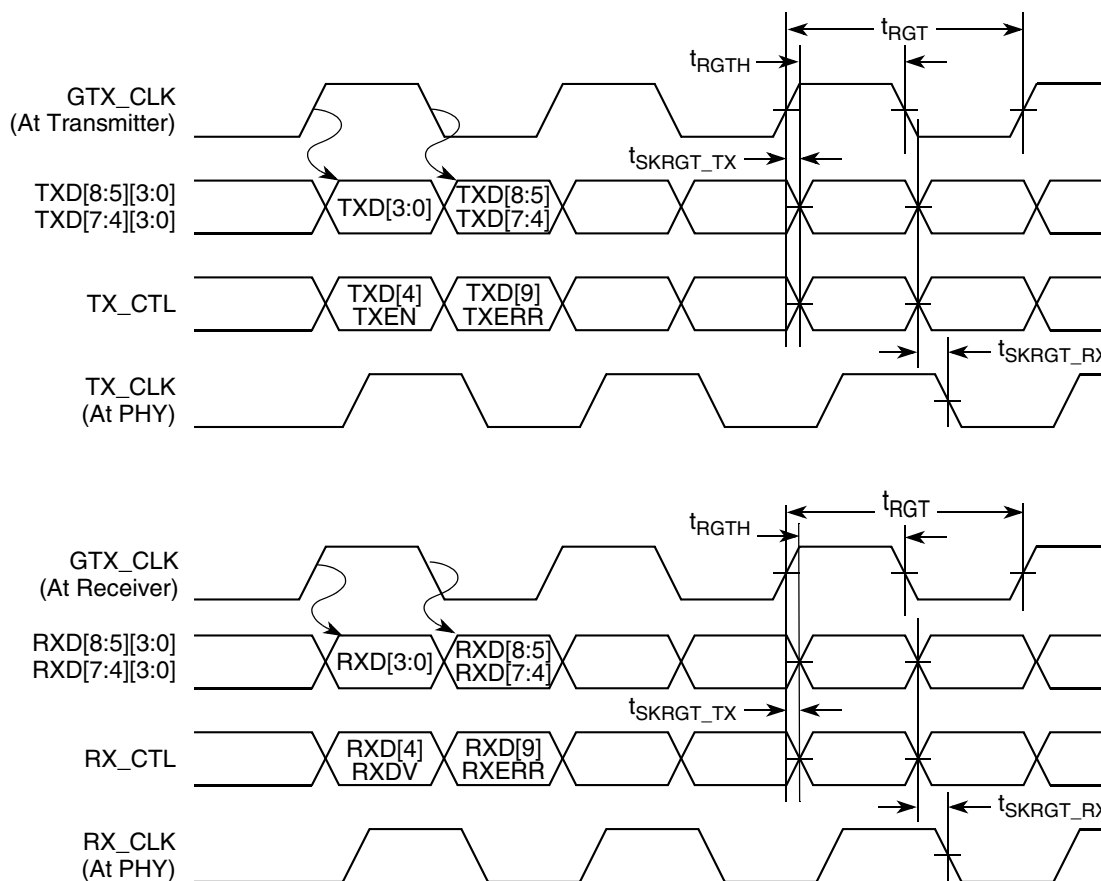 tRGT
tRGTH
GTX_CLK
(At Transmitter)
tSKRGT_TX
TXD[8:5][3:0]
TXD[7:4][3:0]
TXD[3:0]
TXD[8:5]
TXD[7:4]
TX_CTL
TXD[4]
TXEN
TXD[9]
TXERR
tSKRGT_RX
TX_CLK
(At PHY)
tRGT
tRGTH
GTX_CLK
(At Receiver)
RXD[8:5][3:0]
RXD[7:4][3:0]
RXD[3:0]
RXD[8:5]
RXD[7:4]
tSKRGT_TX
RX_CTL
RXD[4]
RXDV
RXD[9]
RXERR
tSKRGT_RX
RX_CLK
(At PHY)